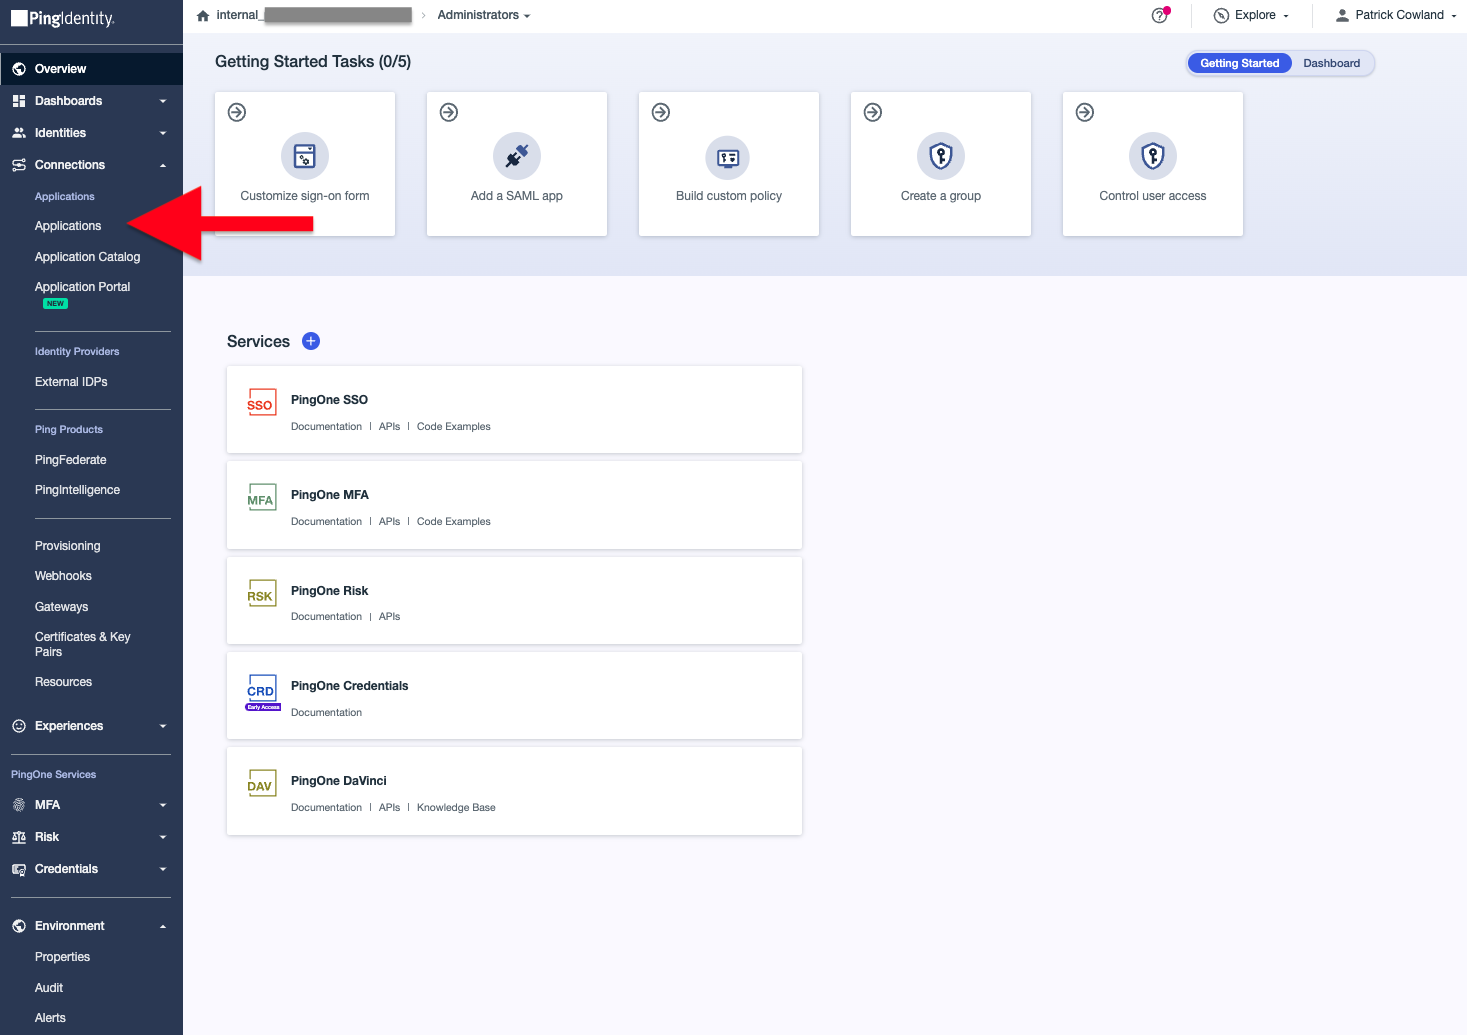 PingIdentity.
internal_
Administrators
Explore
Patrick Cowland
Overview
Dashboards
Identities
Connections
Applications
Applications
Application Catalog
Application Portal
NEW
Identity Providers
External IDPs
Ping Products
PingFederate
PingIntelligence
Provisioning
Webhooks
Gateways
Certificates & Key
Pairs
Resources
Experiences
PingOne Services
MFA
Risk
Credentials
Environment
Properties
Audit
Alerts
Getting Started Tasks (0/5)
Getting Started
Dashboard
Customize sign-on form
Add a SAML app
Build custom policy
Create a group
Control user access
Services
SSO
PingOne SSO
Documentation | APIs | Code Examples
MFA
PingOne MFA
Documentation | APIs | Code Examples
RSK
PingOne Risk
Documentation | APIs
CRD
Early Access
PingOne Credentials
Documentation
DAV
PingOne DaVinci
Documentation | APIs | Knowledge Base